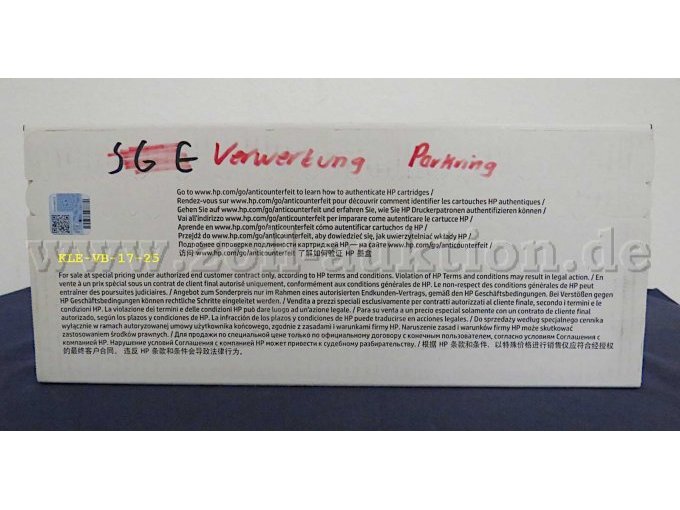 SGE Verwertung Parkring
Go to www.hp.com/go/anticounterfeit to learn how to authenticate HP cartridges /
Rendez-vous sur www.hp.com/go/anticounterfeit pour découvrir comment identifier les cartouches HP authentiques /
Gehen Sie auf www.hp.com/go/anticounterfeit und erfahren Sie, wie Sie HP Druckerpatronen authentifizieren können /
Vai all'indirizzo www.hp.com/go/anticounterfeit per imparare come autenticare le cartucce HP /
Aprende en www.hp.com/go/anticounterfeit cómo autenticar cartuchos de HP /
Przejdź do www.hp.com/go/anticounterfeit, aby dowiedzieć się, jak uwierzytelniać wkłady HP /
Подробнее о проверке подлинности картриджей HP — на сайте www.hp.com/go/anticounterfeit /
访问 www.hp.com/go/anticounterfeit 了解如何验证 HP 墨盒
www.zoll-auktion.de
KLE-VB-17-25
For sale at special pricing under authorized end customer contract only, according to HP terms and conditions. Violation of HP Terms and conditions may result in legal action. / En
vente à un prix spécial sous un contrat de client final autorisé uniquement, conformément aux conditions générales de HP. Le non-respect des conditions générales de HP peut
entraîner des poursuites judiciaires. / Angebot zum Sonderpreis nur im Rahmen eines autorisierten Endkunden-Vertrags, gemäß den HP Geschäftsbedingungen. Bei Verstößen gegen
HP Geschäftsbedingungen können rechtliche Schritte eingeleitet werden. / Vendita a prezzi speciali esclusivamente per contratti autorizzati al cliente finale, secondo i termini e le
condizioni HP. La violazione dei termini e delle condizioni HP può dare luogo ad un'azione legale. / Para su venta a un precio especial solamente con un contrato de cliente final
autorizado, según los plazos y condiciones de HP. La infracción de los plazos y condiciones de HP puede traducirse en acciones legales. / Do sprzedaży według specjalnego cennika
wyłącznie w ramach autoryzowanej umowy użytkownika końcowego, zgodnie z zasadami i warunkami firmy HP. Naruszenie zasad i warunków firmy HP może skutkować
zastosowaniem środków prawnych. / Продажи по специальной цене только по официальному договору с конечным пользователем, согласно условиям Соглашения с
компанией HP. Нарушение условий Соглашения с компанией HP может привести к судебному разбирательству. / 根据 HP 条款和条件，以特殊价格进行销售仅应符合经授权
的最终客户合同。 违反 HP 条款和条件会导致法律行为。